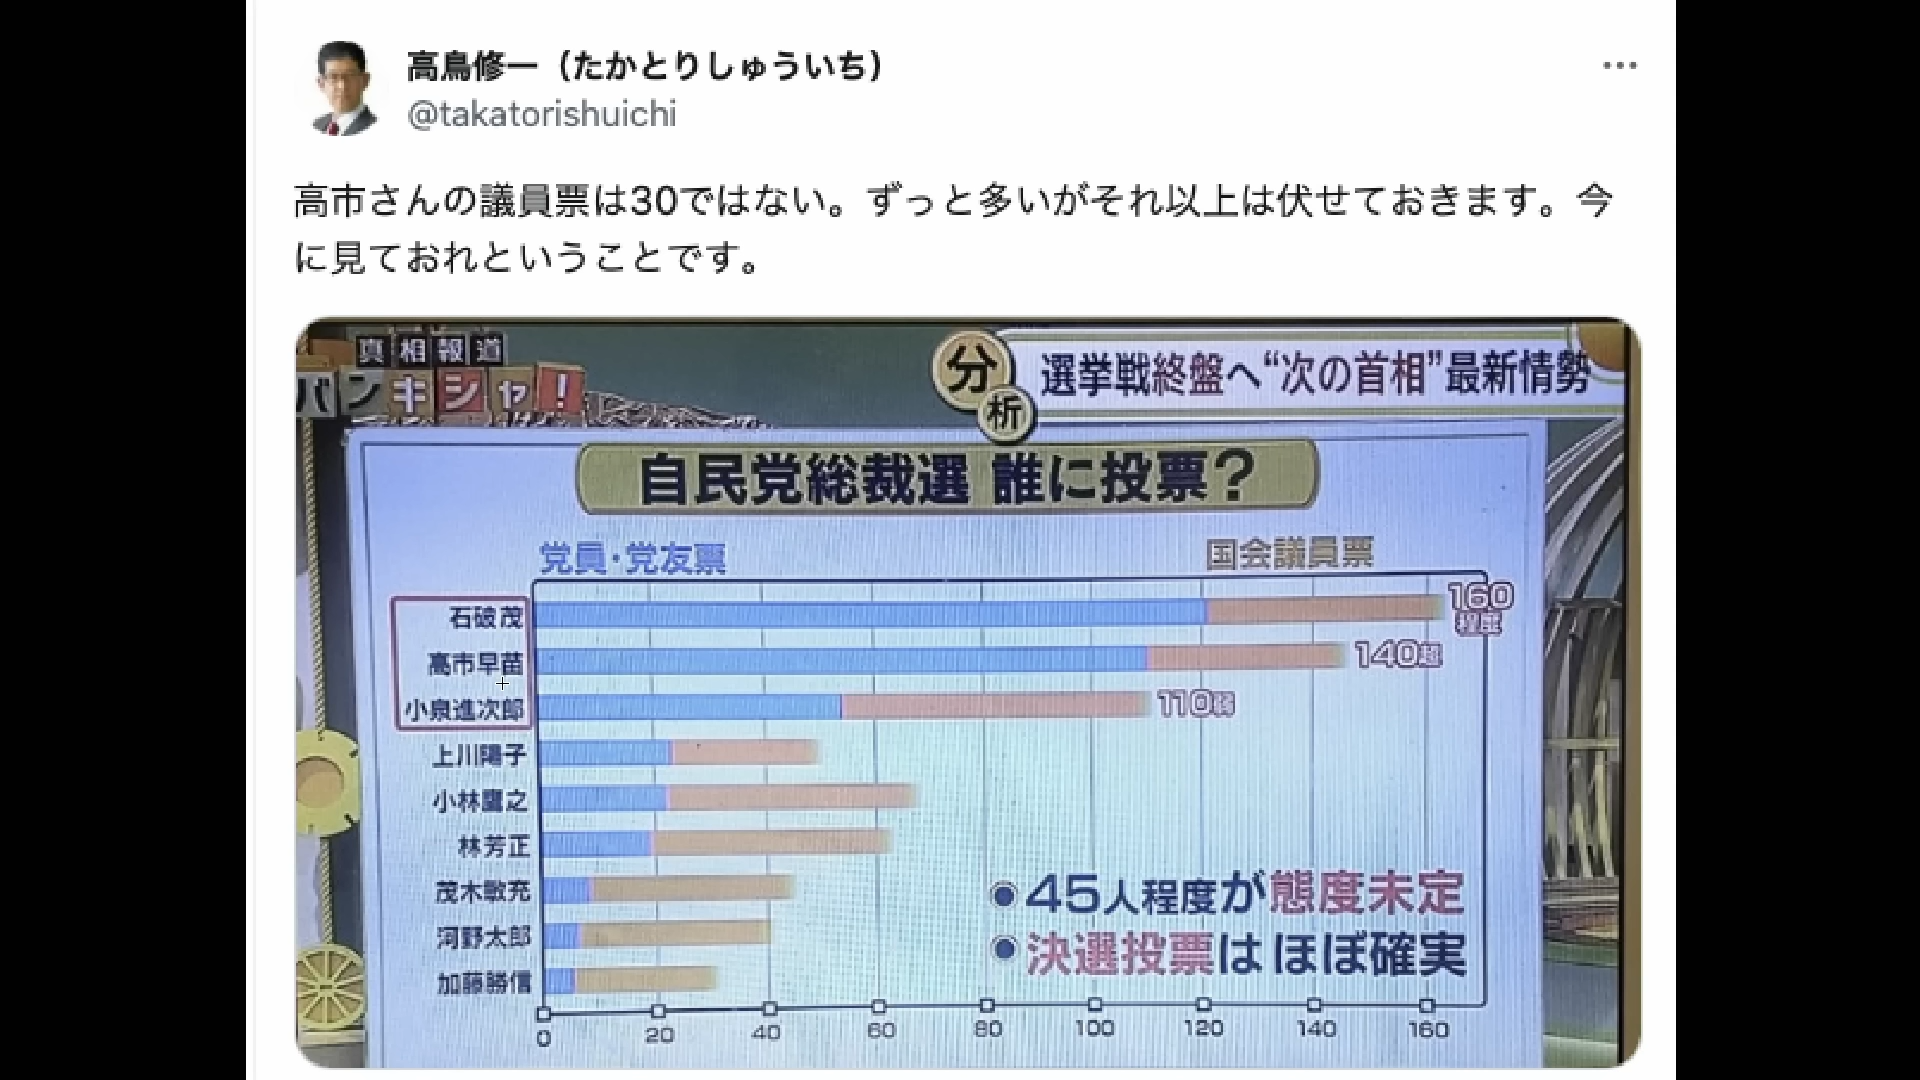 高鳥修一（たかとりしゅういち）
@takatorishuichi
高市さんの議員票は30ではない。ずっと多いがそれ以上は伏せておきます。今
に見ておれということです。
真相報道
バンキシャ！
分析
選挙戦終盤へ“次の首相”最新情勢
自民党総裁選 誰に投票？
党員・党友票
国会議員票
石破茂
160
程度
高市早苗
140超
小泉進次郎
110弱
上川陽子
小林鷹之
林芳正
茂木敏充
河野太郎
加藤勝信
●45人程度が態度未定
●決選投票はほぼ確実
0 20 40 60 80 100 120 140 160